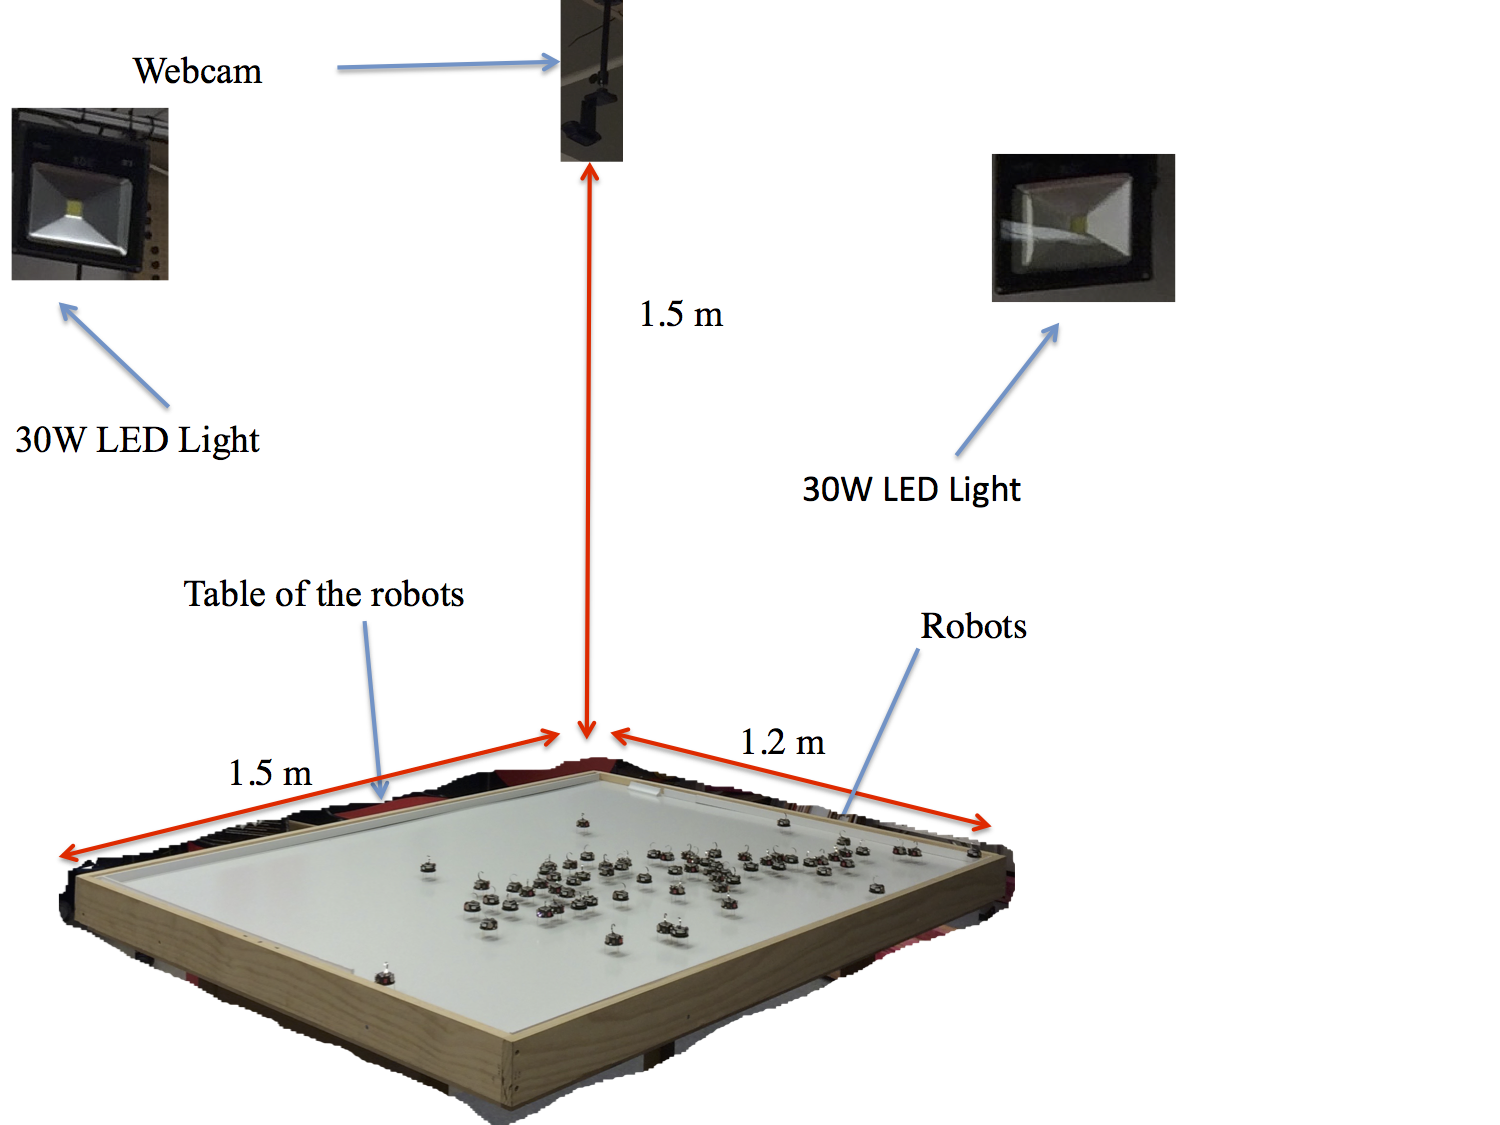 Webcam
1.5 m
30W LED Light
30W LED Light
Table of the robots
Robots
1.2 m
1.5 m